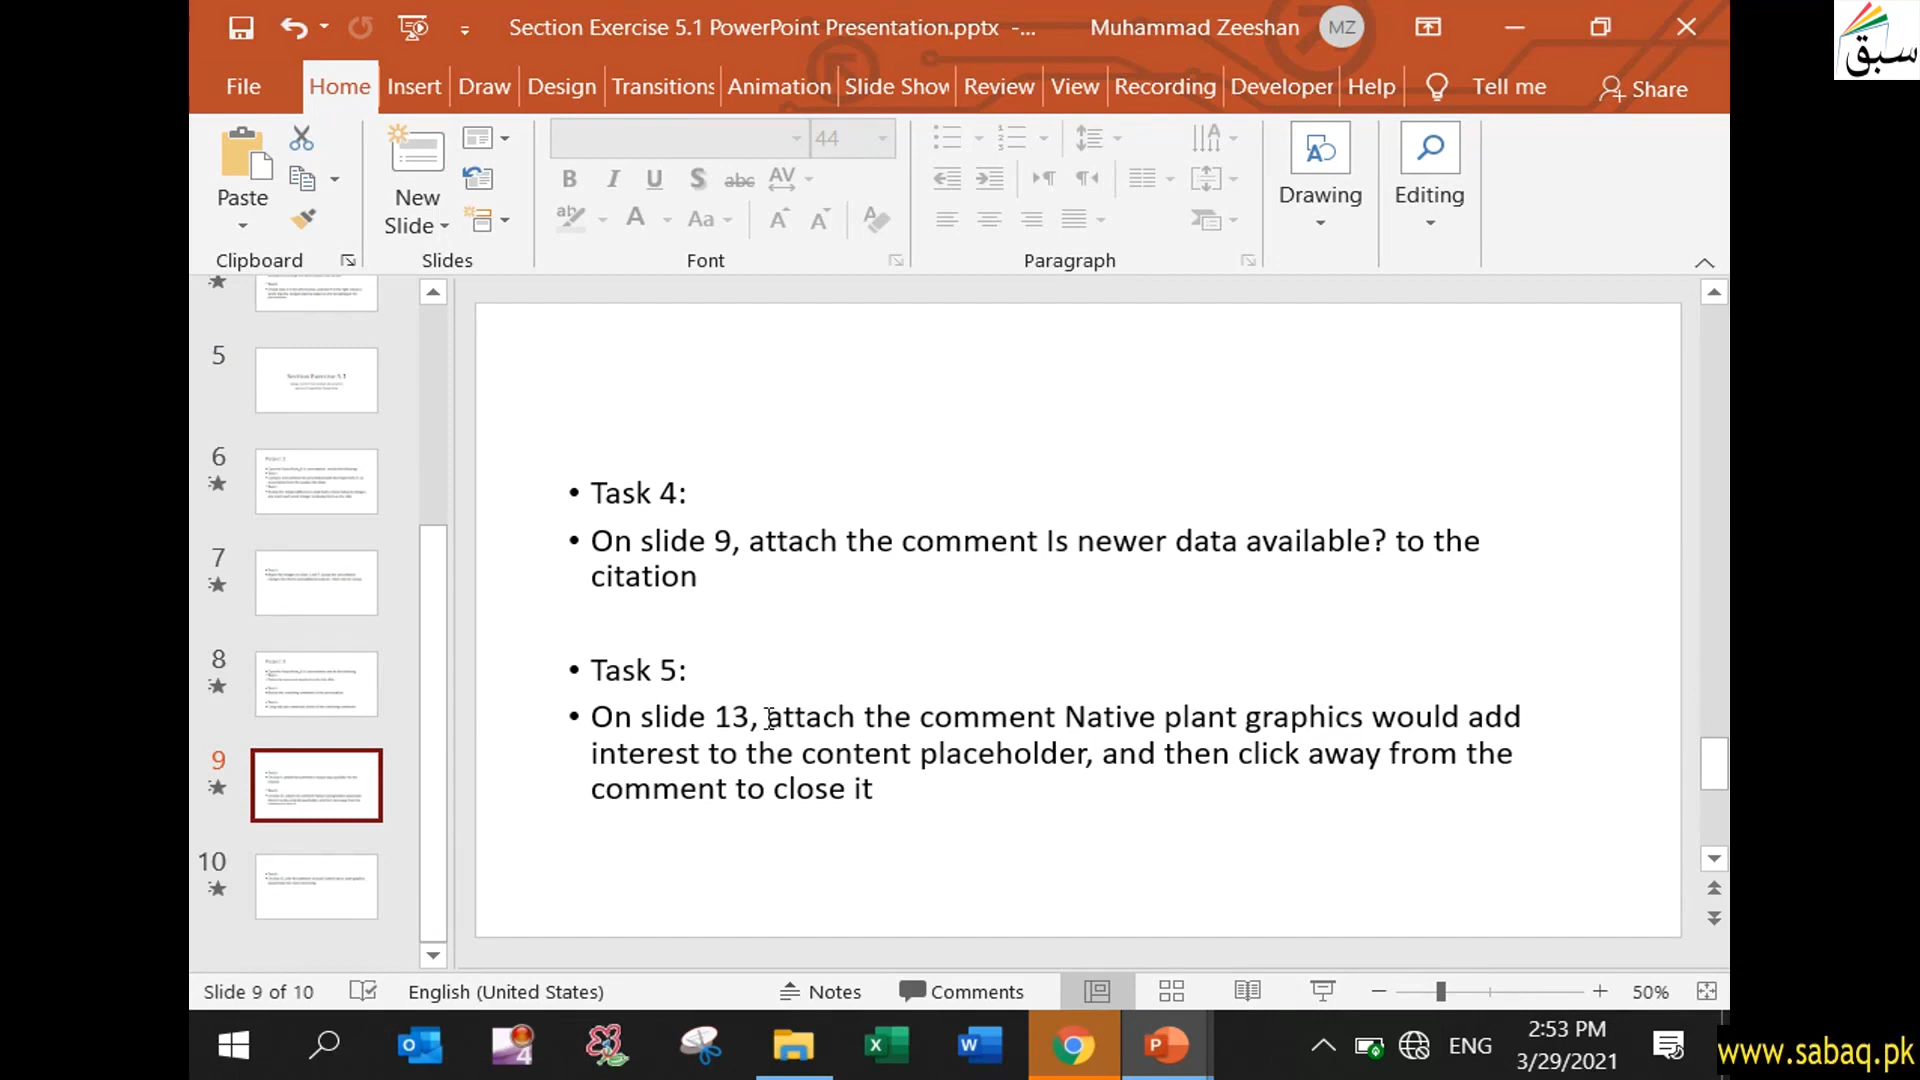 Section Exercise 5.1 PowerPoint Presentation.pptx -...
Muhammad Zeeshan
MZ
سبق
File
Home
Insert
Draw
Design
Transitions
Animation
Slide Show
Review
View
Recording
Developer
Help
Tell me
Share
Paste
New
Slide
44
Drawing
Editing
Clipboard
Slides
Font
Paragraph
5
Section Exercise 5.1
6
7
8
9
10
• Task 4:
• On slide 9, attach the comment Is newer data available? to the
citation
• Task 5:
• On slide 13, attach the comment Native plant graphics would add
interest to the content placeholder, and then click away from the
comment to close it
Slide 9 of 10
English (United States)
Notes
Comments
50%
ENG
2:53 PM
3/29/2021
www.sabaq.pk